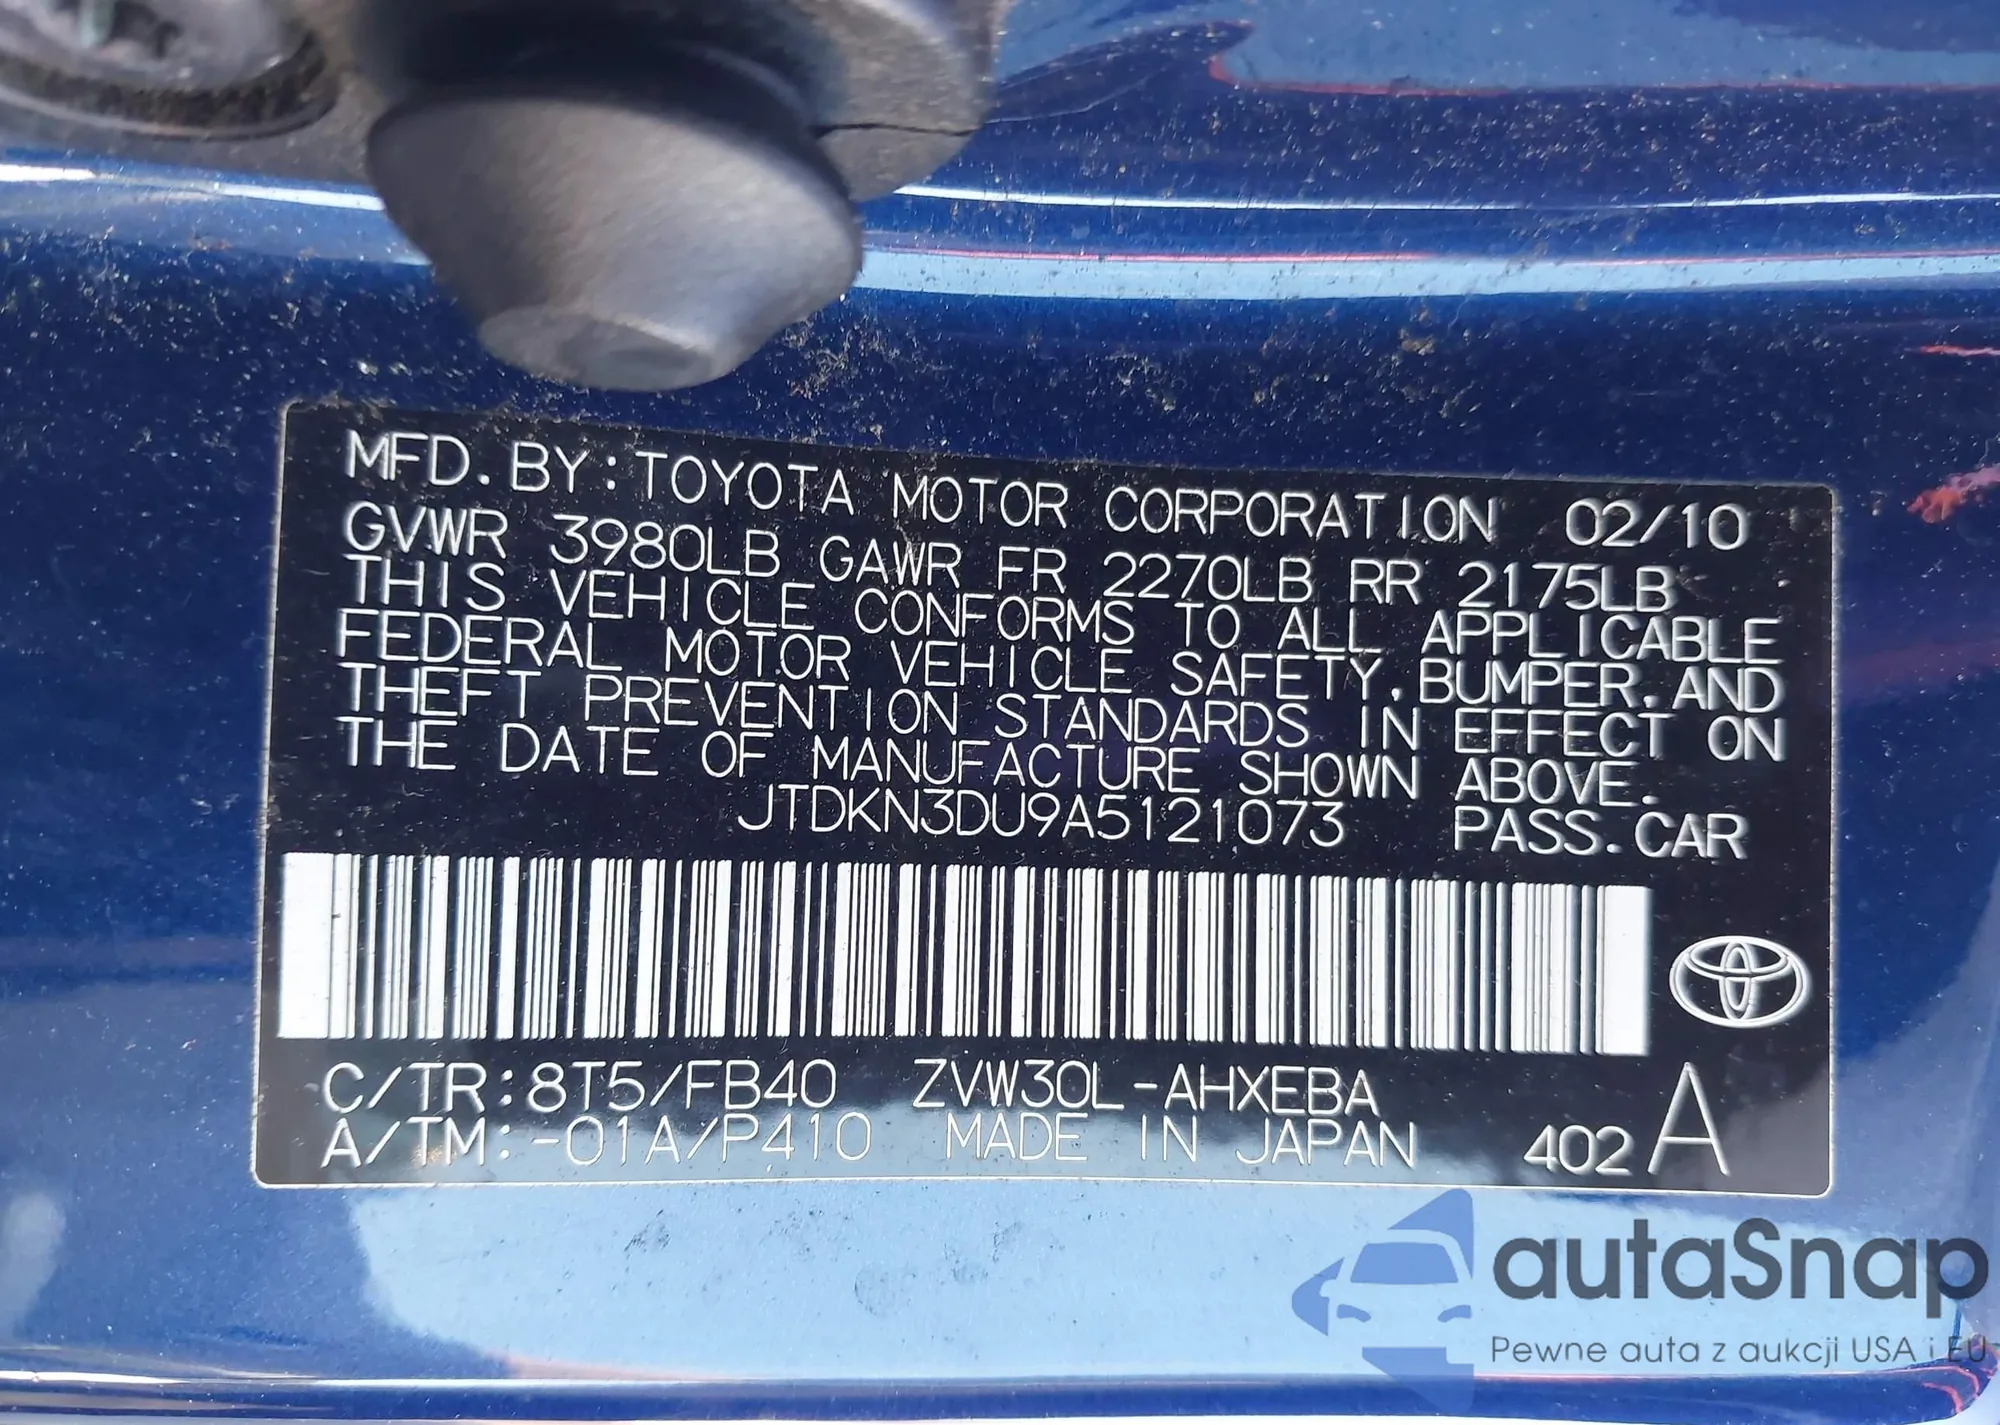 MFD. BY: TOYOTA MOTOR CORPORATION 02/10
GVWR 3980LB GAWR FR 2270LB RR 2175LB
THIS VEHICLE CONFORMS TO ALL APPLICABLE
FEDERAL MOTOR VEHICLE SAFETY, BUMPER, AND
THEFT PREVENTION STANDARDS IN EFFECT ON
THE DATE OF MANUFACTURE SHOWN ABOVE.
JTDKN3DU9A5121073 PASS. CAR
C/TR: 8T5/FB40 ZVW30L-AHXEBA
A/TM: -01A/P410 MADE IN JAPAN 402 A
autaSnap
Pewne auta z aukcji USA i EU